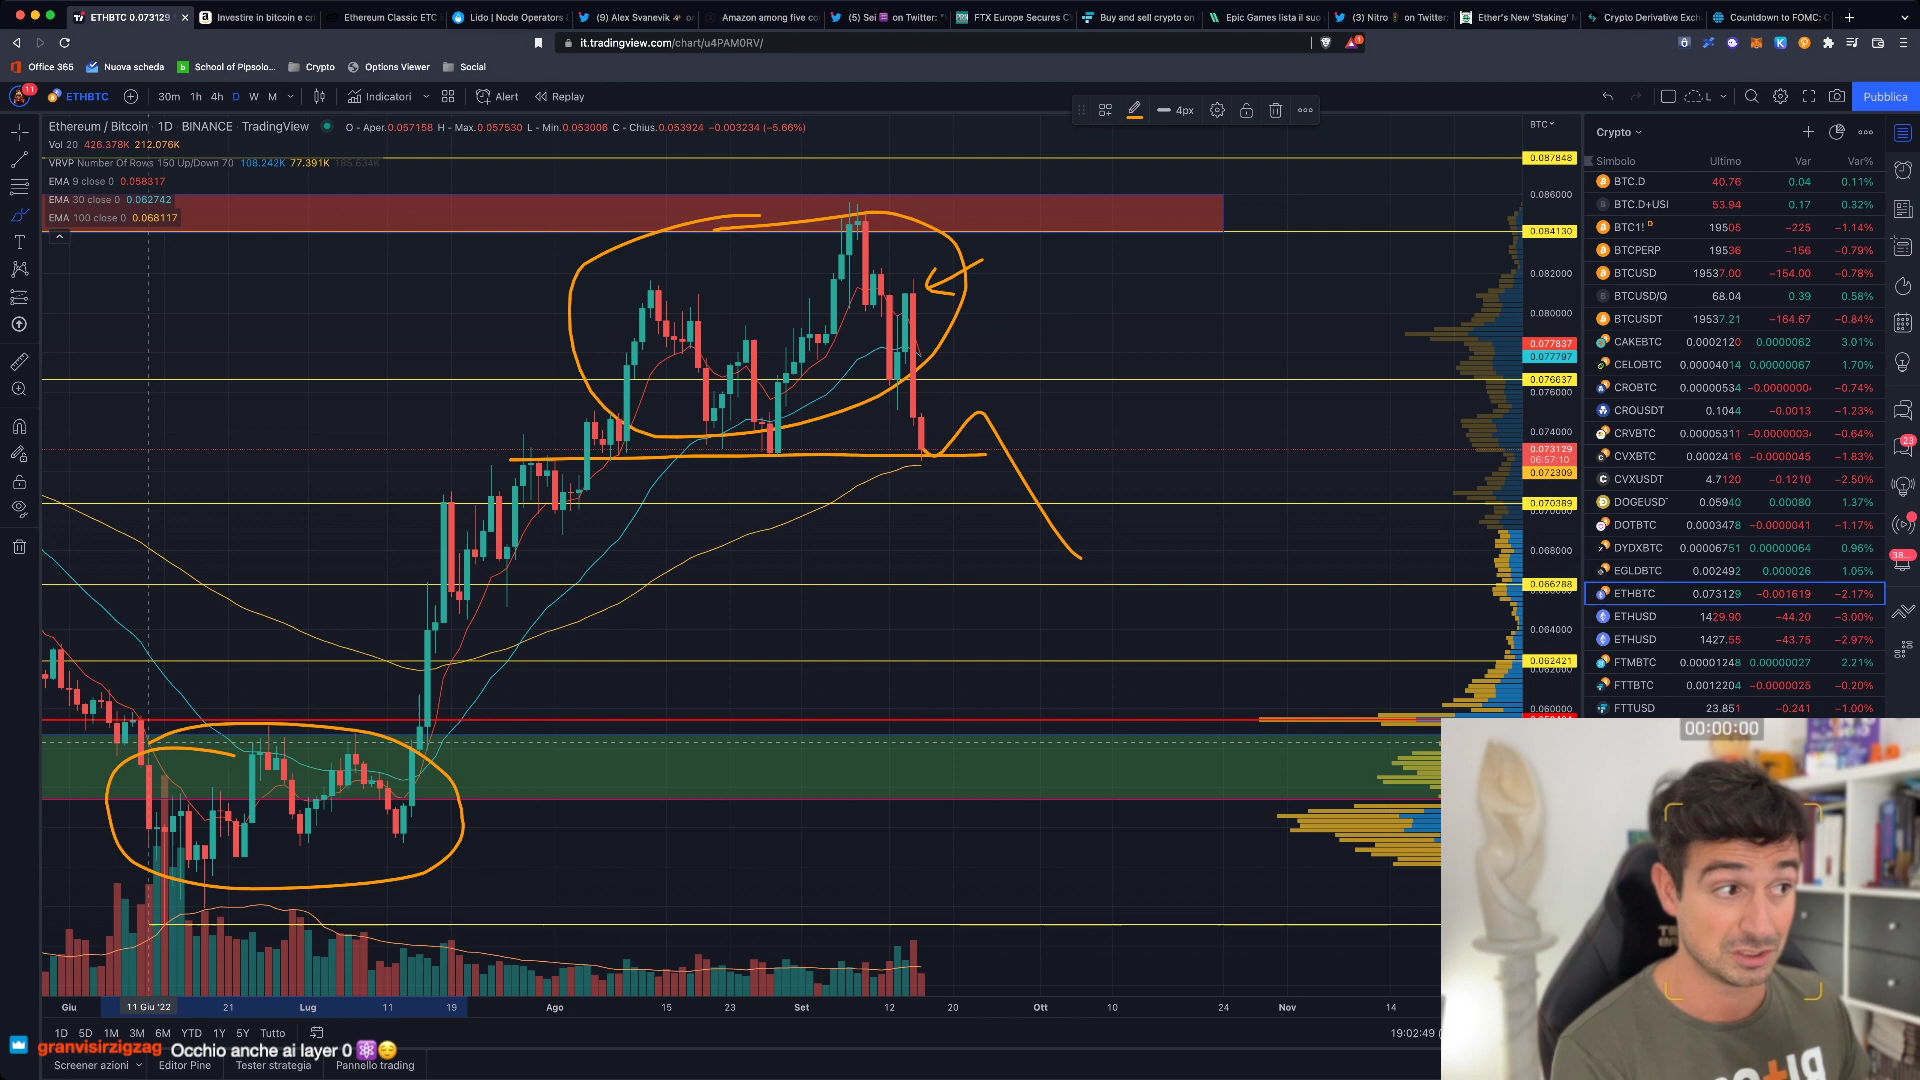 ETHBTC 0.073129
Investire in bitcoin e cri
Ethereum Classic ETC
Lido | Node Operators
(9) Alex Svanevik
Amazon among five co
(5) Sei on Twitter:
FTX Europe Secures C
Buy and sell crypto on
Epic Games lista il suo
(3) Nitro on Twitter:
Ether's New 'Staking'
Crypto Derivative Exch
Countdown to FOMC:
it.tradingview.com/chart/u4PAM0RV/
Office 365
Nuova scheda
School of Pipsolo...
Crypto
Options Viewer
Social
11
ETHBTC
30m 1h 4h D W M
Indicatori
Alert
Replay
4px
L
Pubblica
Ethereum / Bitcoin · 1D · BINANCE · TradingView
O - Aper.0.057158 H - Max.0.057530 L - Min.0.053006 C - Chius.0.053924 −0.003234 (−5.66%)
Vol 20 426.378K 212.076K
VRVP Number Of Rows 150 Up/Down 70 108.242K 77.391K 185.634K
EMA 9 close 0 0.058317
EMA 30 close 0 0.062742
EMA 100 close 0 0.068117
BTC
0.087848
0.086000
0.084130
0.082000
0.080000
0.077837
0.077797
0.076637
0.076000
0.074000
0.073129
06:57:10
0.072309
0.070389
0.068000
0.066288
0.064000
0.062421
0.060000
Giu
11 Giu '22
21
Lug
11
19
Ago
15
23
Set
12
20
Ott
10
24
Nov
14
1D 5D 1M 3M 6M YTD 1Y 5Y Tutto
19:02:49
granvisirzigzag Occhio anche ai layer 0
Screener azioni
Editor Pine
Tester strategia
Pannello trading
Crypto
Simbolo Ultimo Var Var%
BTC.D 40.76 0.04 0.11%
BTC.D+USI 53.94 0.17 0.32%
BTC1! D 19505 −225 −1.14%
BTCPERP 19536 −156 −0.79%
BTCUSD 19537.00 −154.00 −0.78%
BTCUSD/Q 68.04 0.39 0.58%
BTCUSDT 19537.21 −164.67 −0.84%
CAKEBTC 0.0002120 0.0000062 3.01%
CELOBTC 0.00004014 0.00000067 1.70%
CROBTC 0.00000534 −0.0000000 −0.74%
CROUSDT 0.1044 −0.0013 −1.23%
CRVBTC 0.00005311 −0.0000003 −0.64%
CVXBTC 0.0002416 −0.0000045 −1.83%
CVXUSDT 4.7120 −0.1210 −2.50%
DOGEUSD 0.05940 0.00080 1.37%
DOTBTC 0.0003478 −0.0000041 −1.17%
DYDXBTC 0.00006751 0.00000064 0.96%
EGLDBTC 0.002492 0.000026 1.05%
ETHBTC 0.073129 −0.001619 −2.17%
ETHUSD 1429.90 −44.20 −3.00%
ETHUSD 1427.55 −43.75 −2.97%
FTMBTC 0.00001248 0.00000027 2.21%
FTTBTC 0.0012204 −0.0000025 −0.20%
FTTUSD 23.851 −0.241 −1.00%
23
38...
00:00:00